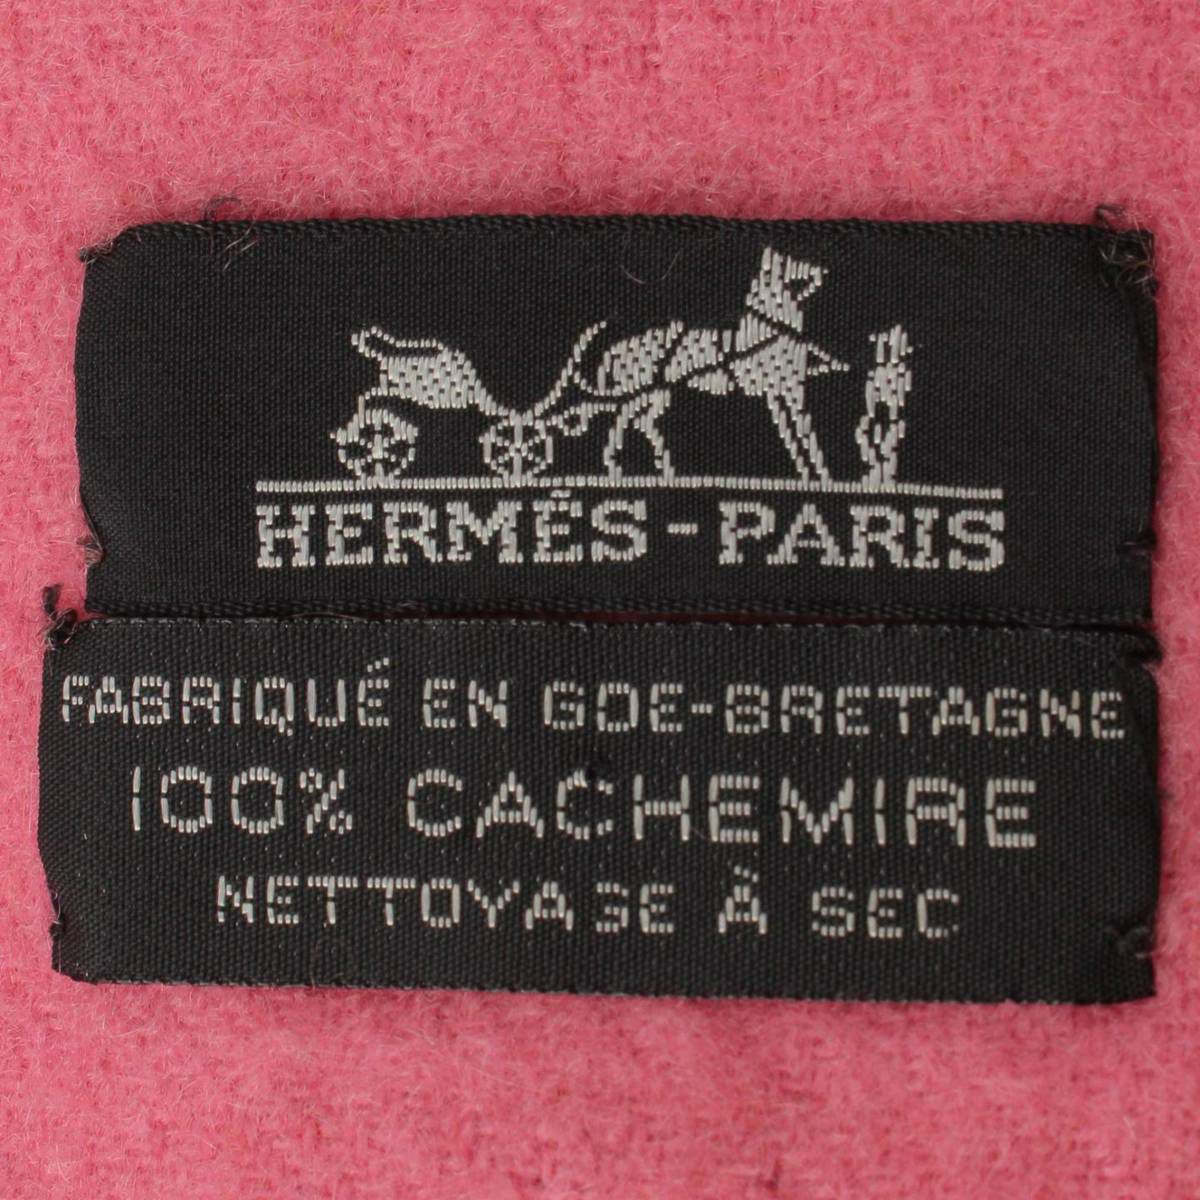 HERMÈS-PARIS
FABRIQUÉ EN GDE-BRETAGNE
100% CACHEMIRE
NETTOYAGE À SEC